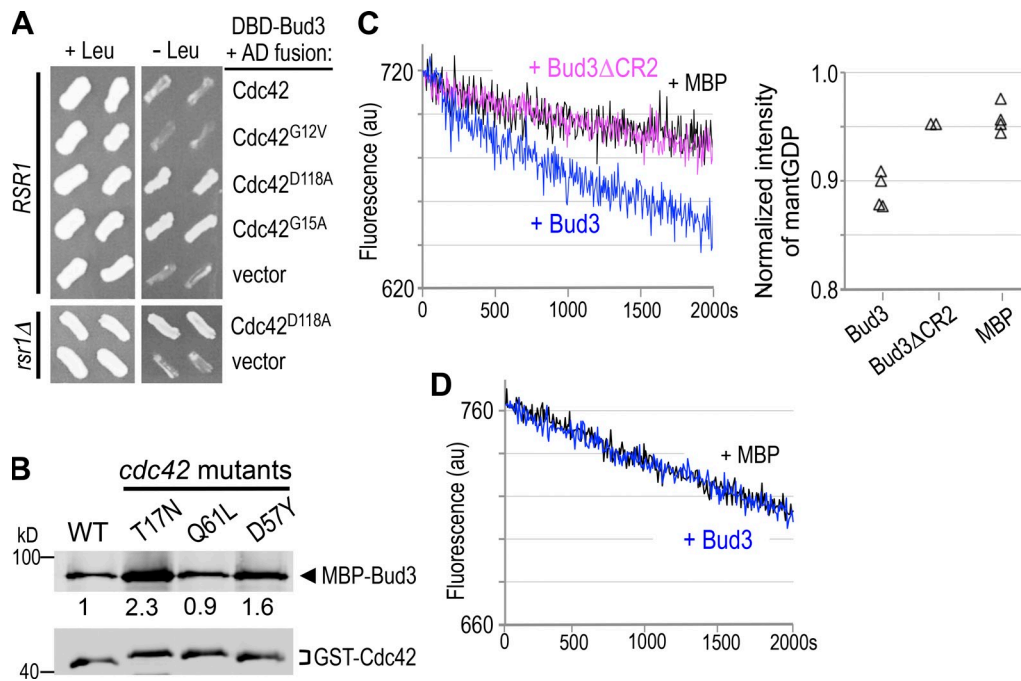 A
+ Leu
- Leu
DBD-Bud3
+ AD fusion:
RSR1
Cdc42
Cdc42G12V
Cdc42D118A
Cdc42G15A
vector
rsr1Δ
Cdc42D118A
vector
B
cdc42 mutants
kD
WT
T17N
Q61L
D57Y
100
MBP-Bud3
1 2.3 0.9 1.6
GST-Cdc42
40
C
Fluorescence (au)
720
620
+ Bud3ΔCR2
+ MBP
+ Bud3
0 500 1000 1500 2000s
Normalized intensity
of mantGDP
1.0
0.9
0.8
Bud3
Bud3ΔCR2
MBP
D
Fluorescence (au)
760
660
+ MBP
+ Bud3
0 500 1000 1500 2000s